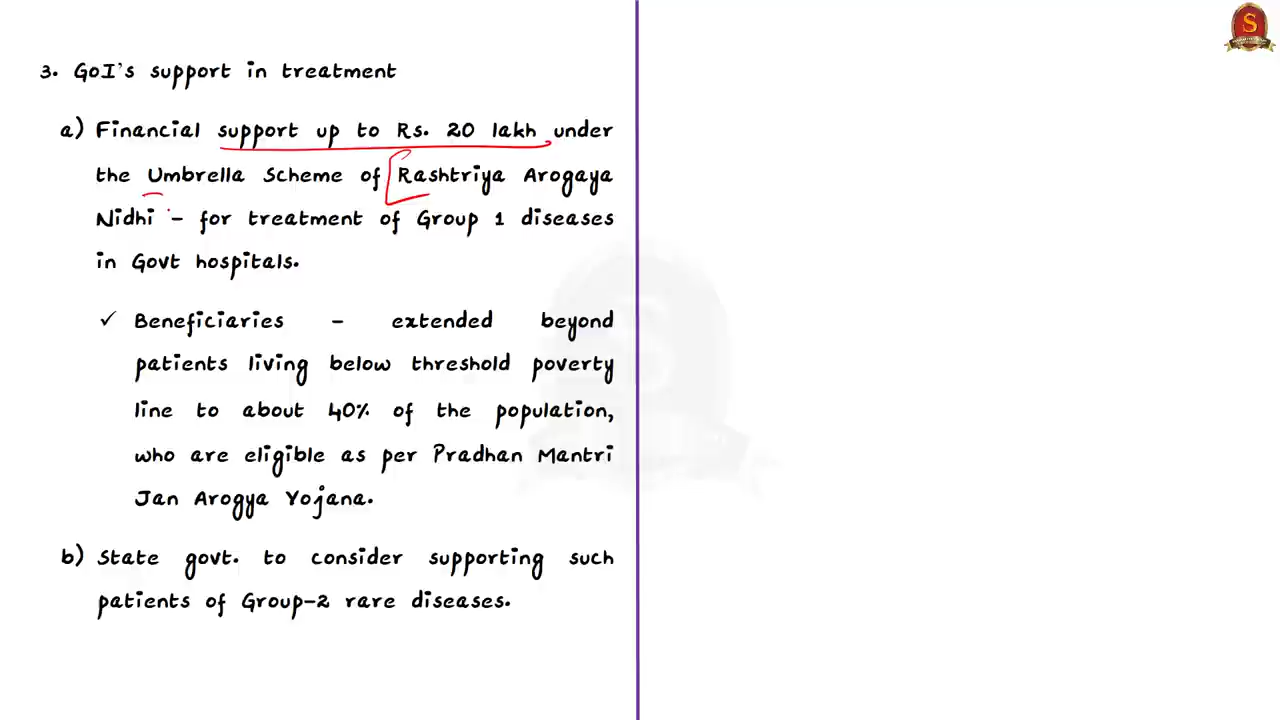 3. GoI's support in treatment
a) Financial support up to Rs. 20 lakh under
the Umbrella Scheme of Rashtriya Arogaya
Nidhi - for treatment of Group 1 diseases
in Govt hospitals.
✓ Beneficiaries - extended beyond
patients living below threshold poverty
line to about 40% of the population,
who are eligible as per Pradhan Mantri
Jan Arogya Yojana.
b) State govt. to consider supporting such
patients of Group-2 rare diseases.
S